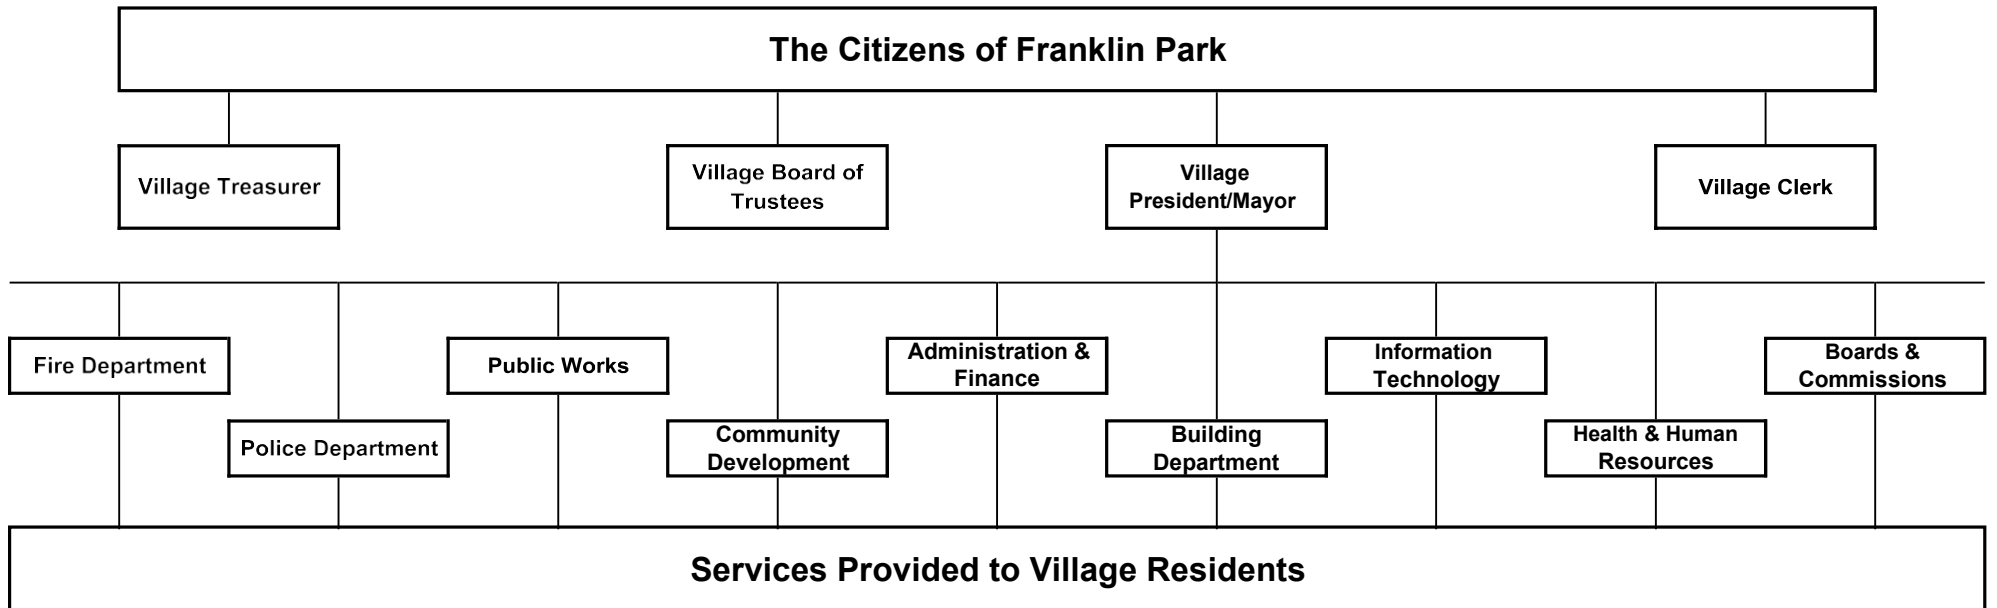 The Citizens of Franklin Park
Village Treasurer
Village Board of
Trustees
Village
President/Mayor
Village Clerk
Fire Department
Public Works
Administration &
Finance
Information
Technology
Boards &
Commissions
Police Department
Community
Development
Building
Department
Health & Human
Resources
Services Provided to Village Residents